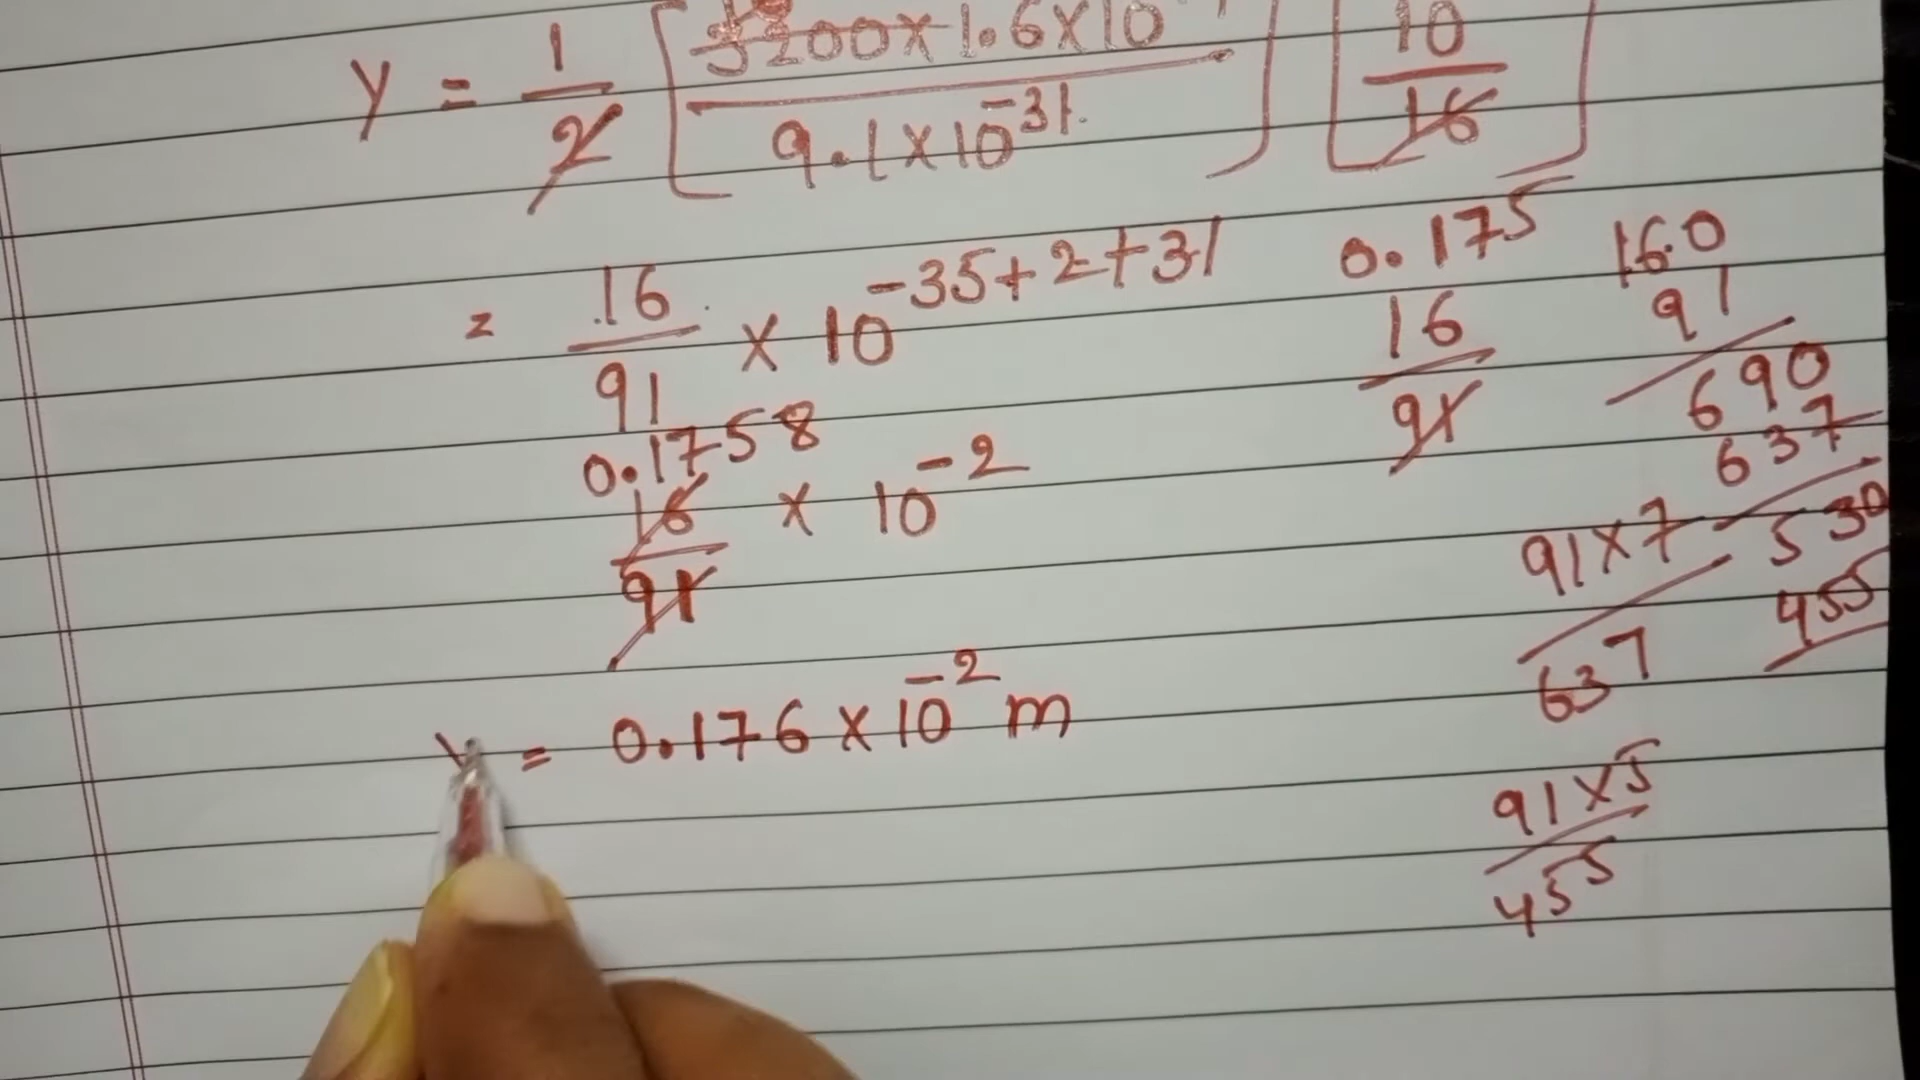 y = 1/2 [ 3200 x 1.6 x 10 / 9.1 x 10^-31 ] [ 10 / 16 ]
= 16/91 x 10^-35+2+31
0.1758
16/91 x 10^-2
y = 0.176 x 10^-2 m
0.175
16/91
160
91
690
637
530
455
91 x 7
637
91 x 5
455